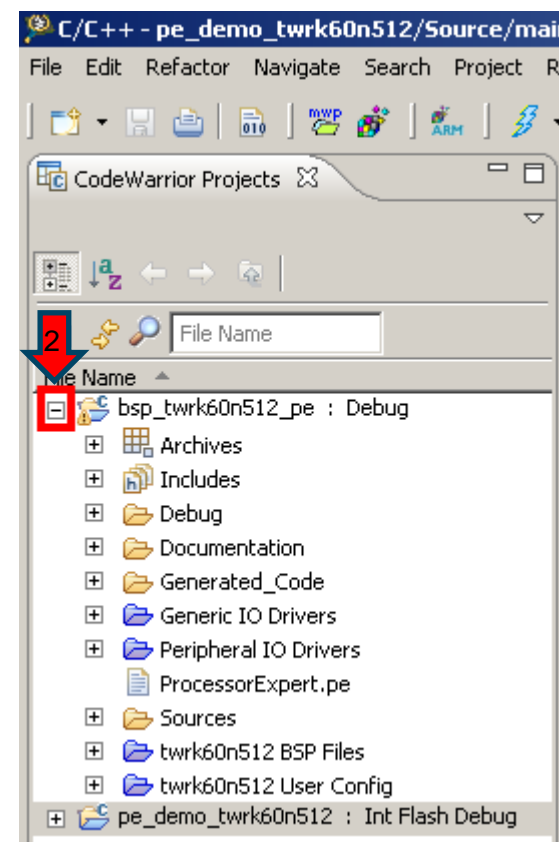 C/C++ - pe_demo_twrk60n512/Source/mai
File Edit Refactor Navigate Search Project R
010 mwp ARM
CodeWarrior Projects
a z
File Name
2
File Name
bsp_twrk60n512_pe : Debug
Archives
Includes
Debug
Documentation
Generated_Code
Generic IO Drivers
Peripheral IO Drivers
ProcessorExpert.pe
Sources
twrk60n512 BSP Files
twrk60n512 User Config
pe_demo_twrk60n512 : Int Flash Debug